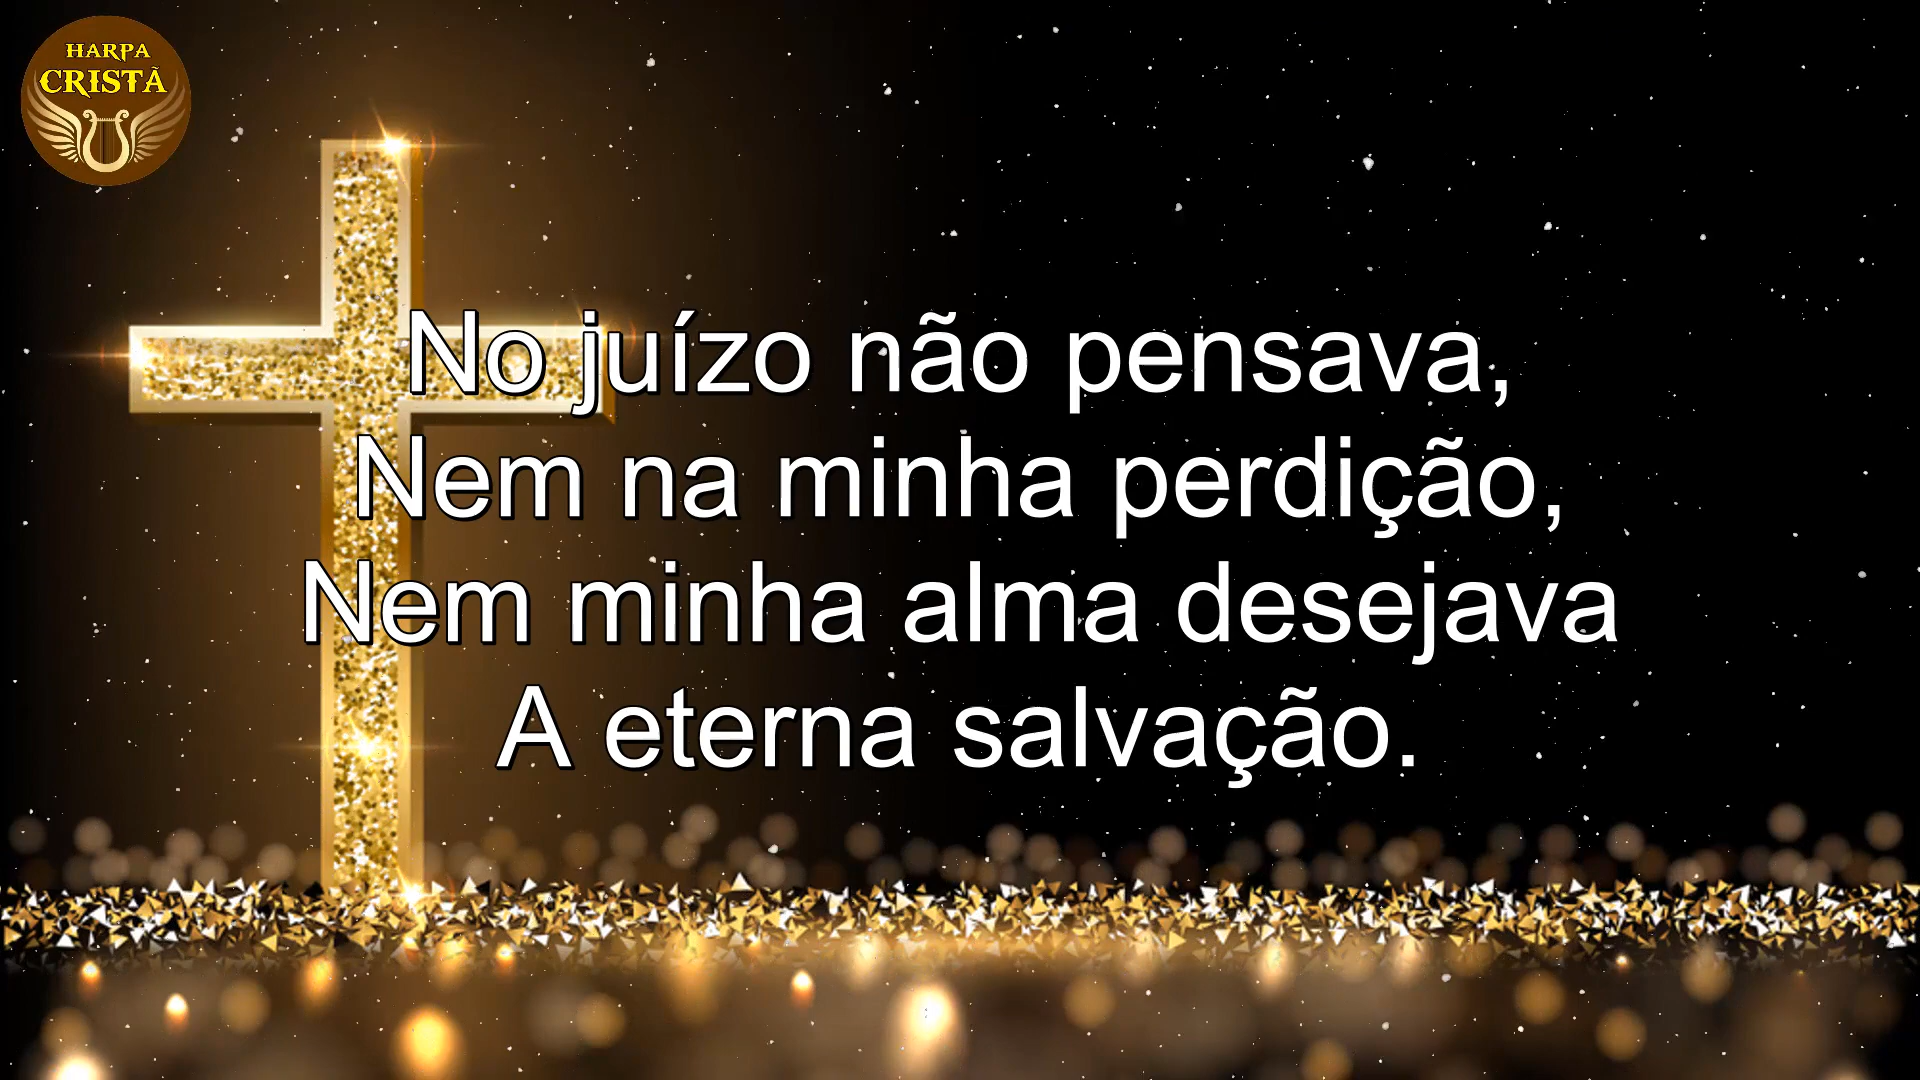 HARPA
CRISTÃ
No juízo não pensava,
Nem na minha perdição,
Nem minha alma desejava
A eterna salvação.